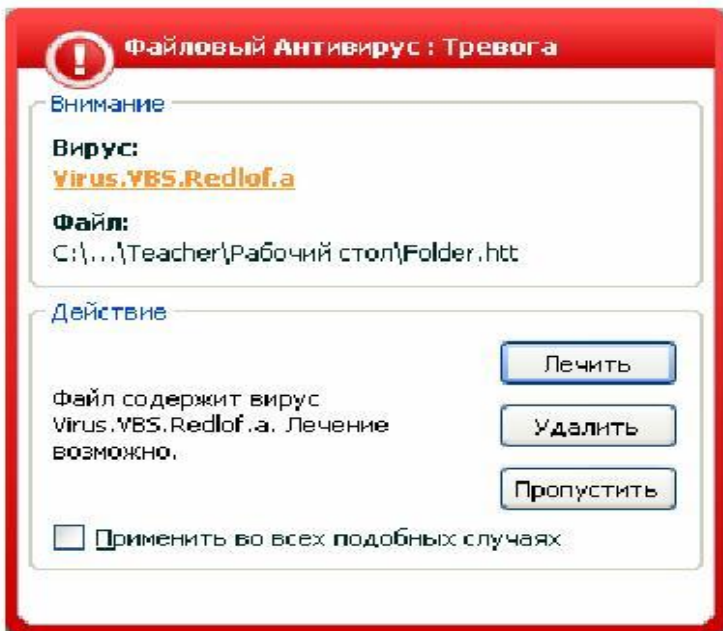 Файловый Антивирус : Тревога
Внимание
Вирус:
Virus.VBS.Redlof.a
Файл:
C:\...\Teacher\Рабочий стол\Folder.htt
Действие
Файл содержит вирус
Virus.VBS.Redlof.a. Лечение
возможно.
Лечить
Удалить
Пропустить
Применить во всех подобных случаях